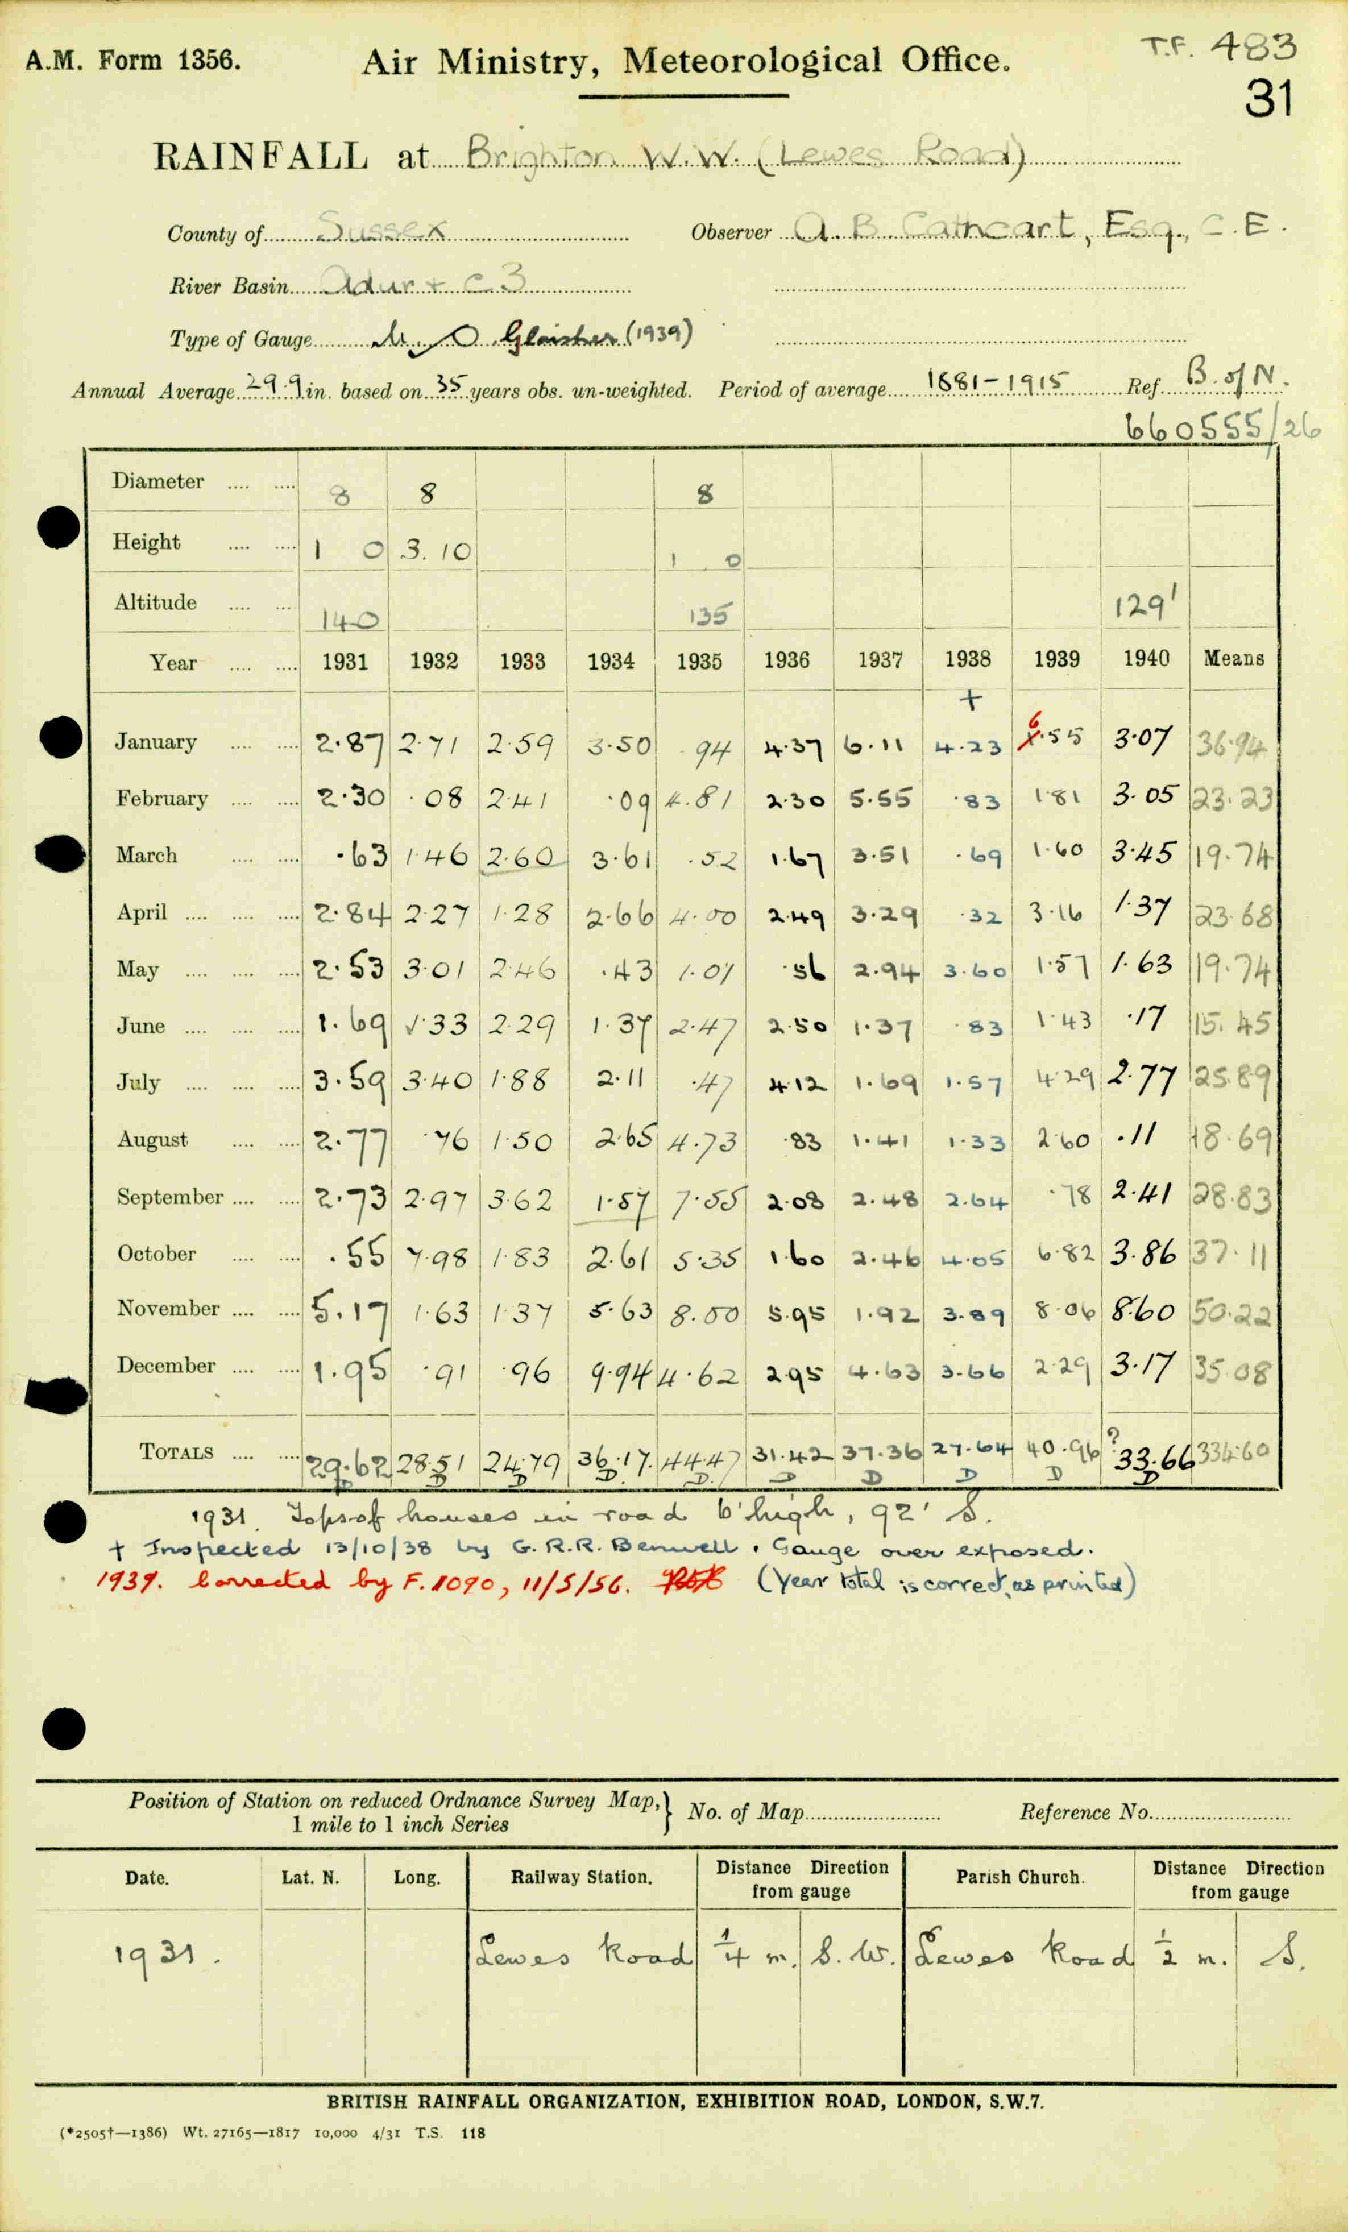 T.F. 483
A.M. Form 1356. Air Ministry, Meteorological Office.
31
RAINFALL at Brighton W.W. (Lewes Road)
County of Sussex Observer A. B Cathcart, Esq., C.E.
River Basin Adur + C3
Type of Gauge M.O. Glaisher (1939)
Annual Average 29.9 in. based on 35 years obs. un-weighted. Period of average 1881-1915 Ref. B. of N.
660555/26
Diameter 8 8 8
Height 1 0 3.10 1 0
Altitude 140 135 129'
Year 1931 1932 1933 1934 1935 1936 1937 1938 1939 1940 Means
+
January 2.87 2.71 2.59 3.50 .94 4.37 6.11 4.23 6.55 3.07 36.94
February 2.30 .08 2.41 .09 4.81 2.30 5.55 .83 1.81 3.05 23.23
March .63 1.46 2.60 3.61 .52 1.67 3.51 .69 1.60 3.45 19.74
April 2.84 2.27 1.28 2.66 4.00 2.49 3.29 .32 3.16 1.37 23.68
May 2.53 3.01 2.46 .43 1.01 .56 2.94 3.60 1.57 1.63 19.74
June 1.69 1.33 2.29 1.37 2.47 2.50 1.37 .83 1.43 .17 15.45
July 3.59 3.40 1.88 2.11 .47 4.12 1.69 1.57 4.29 2.77 25.89
August 2.77 .76 1.50 2.65 4.73 .83 1.41 1.33 2.60 .11 18.69
September 2.73 2.97 3.62 1.57 7.55 2.08 2.48 2.64 .78 2.41 28.83
October .55 7.98 1.83 2.61 5.35 1.60 2.46 4.05 6.82 3.86 37.11
November 5.17 1.63 1.37 5.63 8.00 5.95 1.92 3.89 8.06 8.60 50.22
December 1.95 .91 .96 9.94 4.62 2.95 4.63 3.66 2.29 3.17 35.08
TOTALS 29.62 28.51 24.79 36.17 44.47 31.42 37.36 27.64 40.96 ?33.66 334.60
D D D D D D D D D D
1931. Tops of houses in road 6' high, 92' S.
+ Inspected 13/10/38 by G. R.R. Benwell. Gauge over exposed.
1939. Corrected by F.1090, 11/5/56. (Year total is correct, as printed)
Position of Station on reduced Ordnance Survey Map, } No. of Map Reference No.
1 mile to 1 inch Series
Date. Lat. N. Long. Railway Station. Distance Direction from gauge Parish Church. Distance Direction from gauge
1931. Lewes Road 1/4 m. S.W. Lewes Road 1/2 m. S.
BRITISH RAINFALL ORGANIZATION, EXHIBITION ROAD, LONDON, S.W.7.
(*2505†—1386) Wt. 27165—1817 10,000 4/31 T.S. 118